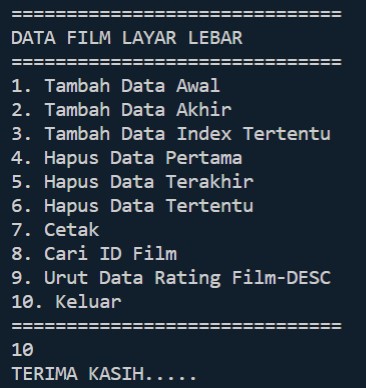 ==============================
DATA FILM LAYAR LEBAR
==============================
1. Tambah Data Awal
2. Tambah Data Akhir
3. Tambah Data Index Tertentu
4. Hapus Data Pertama
5. Hapus Data Terakhir
6. Hapus Data Tertentu
7. Cetak
8. Cari ID Film
9. Urut Data Rating Film-DESC
10. Keluar
==============================
10
TERIMA KASIH.....